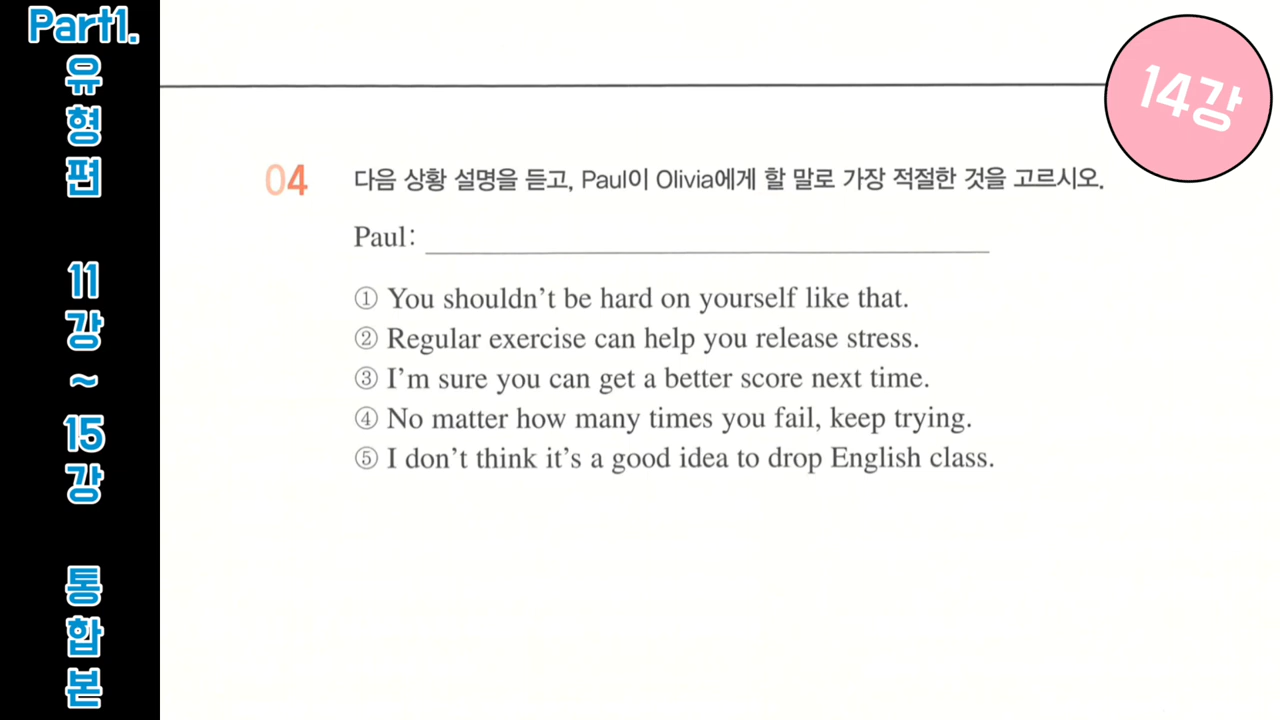 Part1.
유
형
편
11
강
~
15
강
통
합
본
14강
04 다음 상황 설명을 듣고, Paul이 Olivia에게 할 말로 가장 적절한 것을 고르시오.
Paul:
① You shouldn't be hard on yourself like that.
② Regular exercise can help you release stress.
③ I'm sure you can get a better score next time.
④ No matter how many times you fail, keep trying.
⑤ I don't think it's a good idea to drop English class.